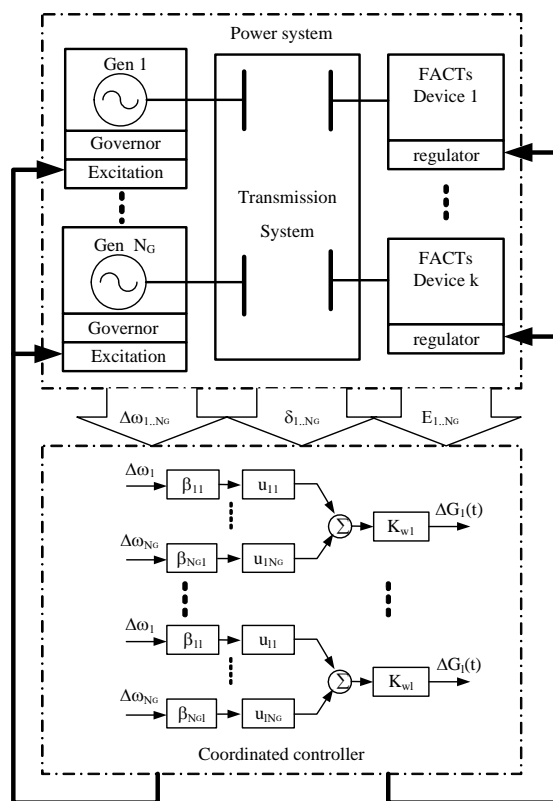 Power system
Gen 1
Governor
Excitation
Gen N_G
Governor
Excitation
Transmission
System
FACTs
Device 1
regulator
FACTs
Device k
regulator
Δω_1..N_G
δ_1..N_G
E_1..N_G
Δω_1 β_11 u_11
Σ K_w1 ΔG_1(t)
Δω_N_G β_N_G1 u_1N_G
Δω_1 β_1l u_l1
Σ K_wl ΔG_l(t)
Δω_N_G β_N_Gl u_lN_G
Coordinated controller